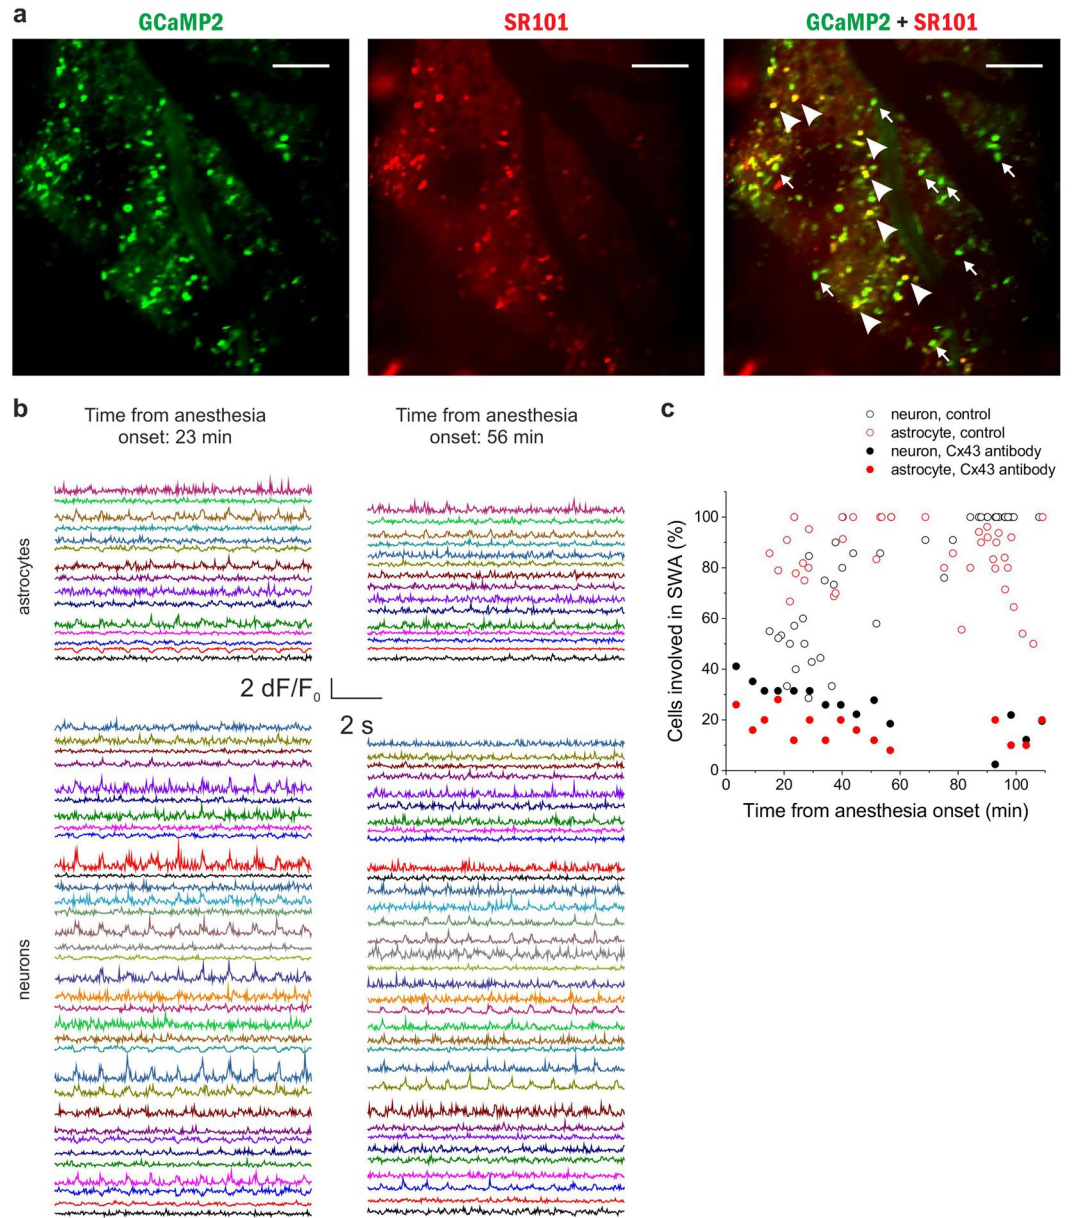 a
GCaMP2
SR101
GCaMP2 + SR101
b
Time from anesthesia
onset: 23 min
Time from anesthesia
onset: 56 min
astrocytes
2 dF/F0
2 s
neurons
c
neuron, control
astrocyte, control
neuron, Cx43 antibody
astrocyte, Cx43 antibody
Cells involved in SWA (%)
100
80
60
40
20
0
0 20 40 60 80 100
Time from anesthesia onset (min)